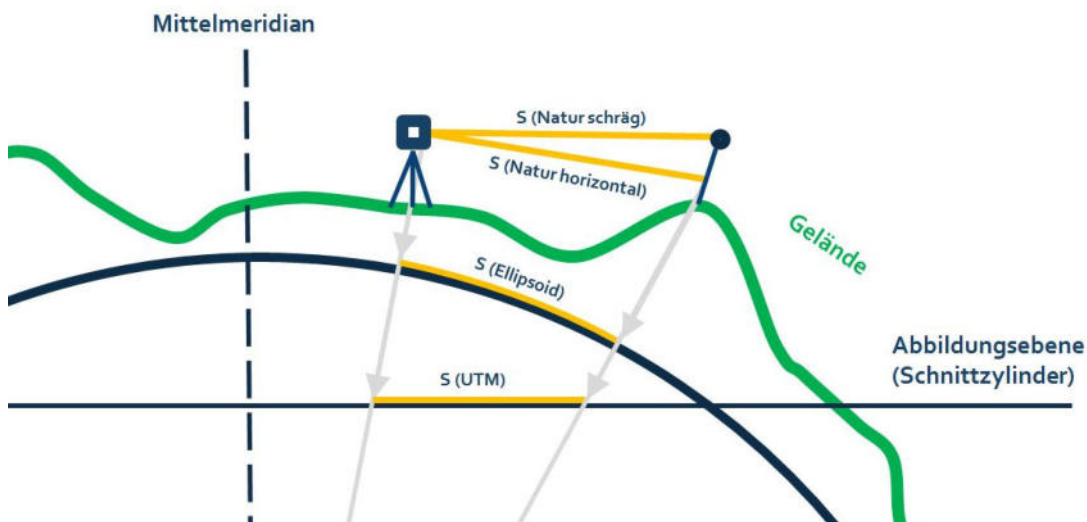 Mittelmeridian
S (Natur schräg)
S (Natur horizontal)
Gelände
S (Ellipsoid)
Abbildungsebene
(Schnittzylinder)
S (UTM)